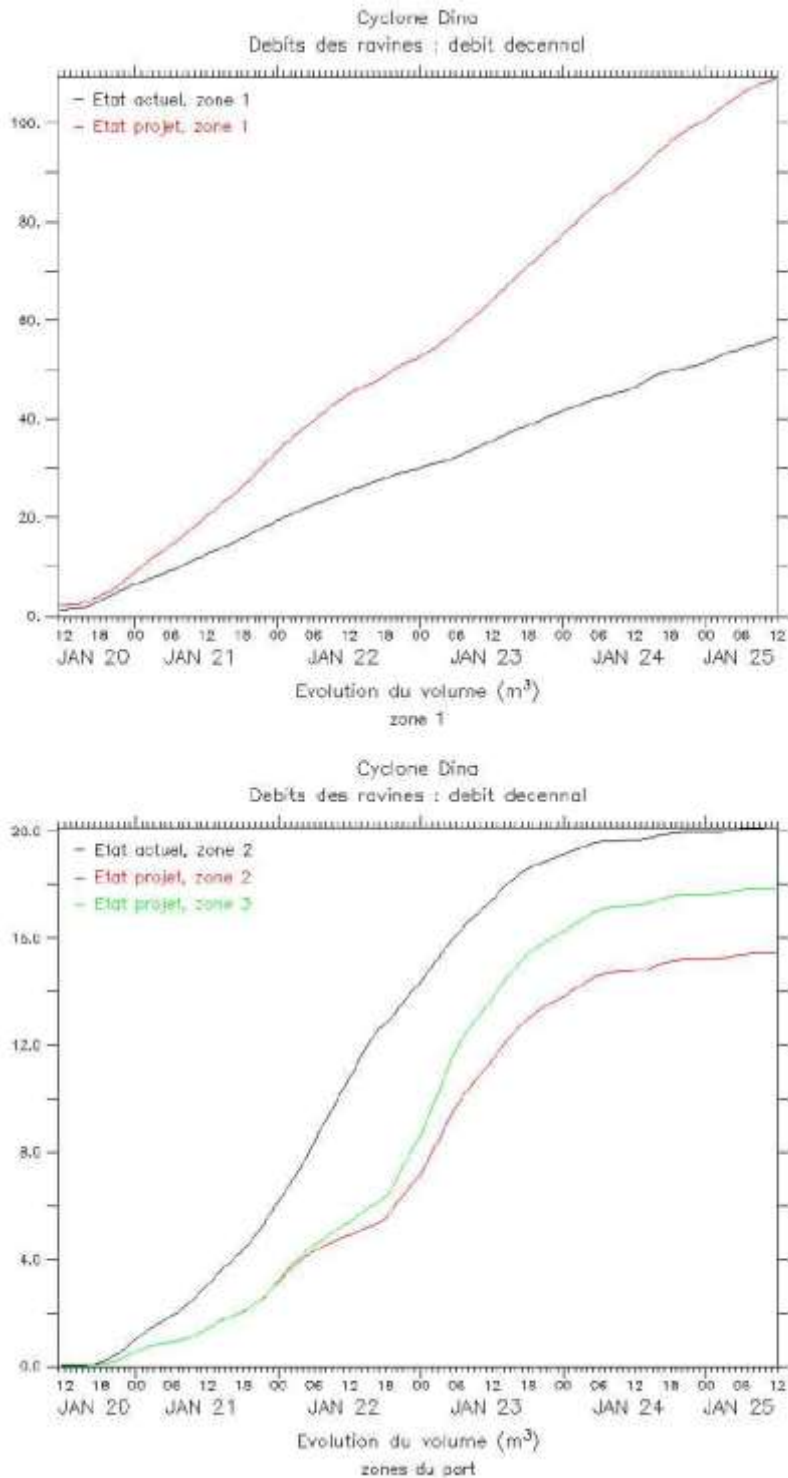 Cyclone Dina
Debits des ravines : debit decennal
Etat actuel, zone 1
Etat projet, zone 1
100.
80.
60.
40.
20.
0.
12 18 00 06 12 18 00 06 12 18 00 06 12 18 00 06 12 18 00 06 12
JAN 20 JAN 21 JAN 22 JAN 23 JAN 24 JAN 25
Evolution du volume (m³)
zone 1
Cyclone Dina
Debits des ravines : debit decennal
Etat actuel, zone 2
Etat projet, zone 2
Etat projet, zone 3
20.0
16.0
12.0
8.0
4.0
0.0
12 18 00 06 12 18 00 06 12 18 00 06 12 18 00 06 12 18 00 06 12
JAN 20 JAN 21 JAN 22 JAN 23 JAN 24 JAN 25
Evolution du volume (m³)
zones du port